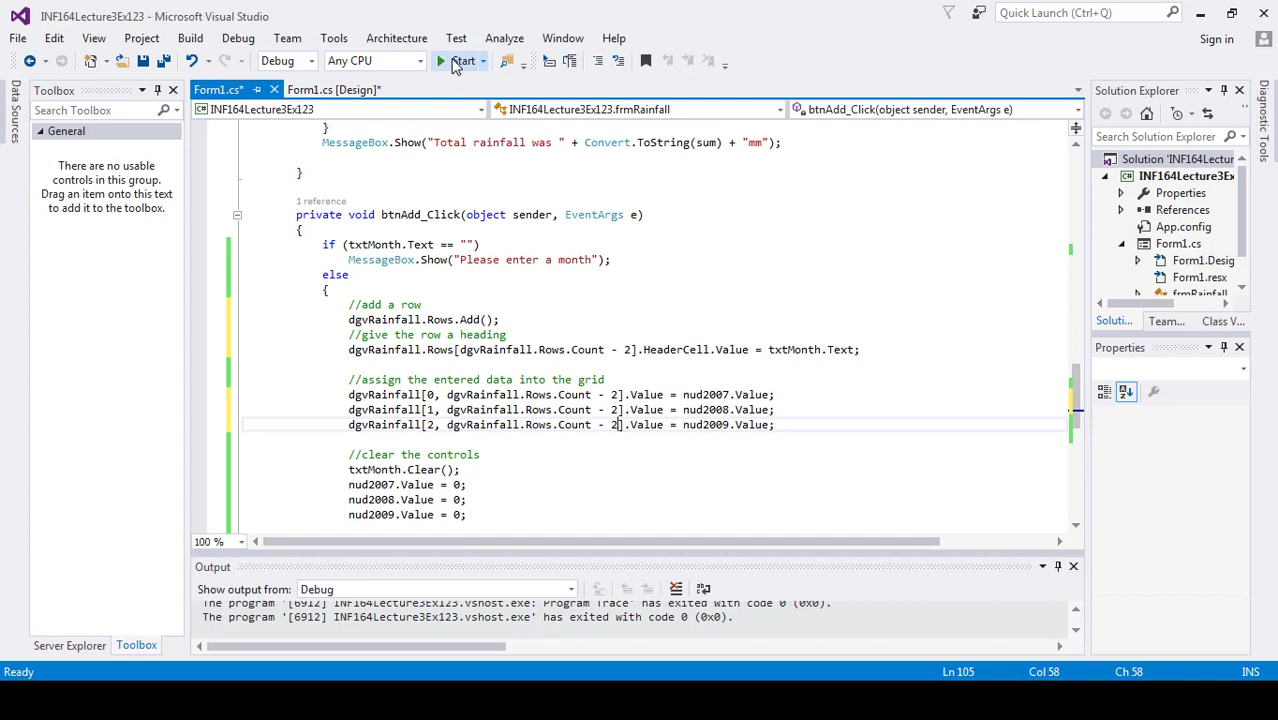 INF164Lecture3Ex123 - Microsoft Visual Studio
Quick Launch (Ctrl+Q)
File Edit View Project Build Debug Team Tools Test Architecture Analyze Window Help
Sign in
Debug Any CPU Start
Data Sources
Toolbox
Search Toolbox
General
There are no usable
controls in this group.
Drag an item onto this text
to add it to the toolbox.
Server Explorer Toolbox
Form1.cs* Form1.cs [Design]*
INF164Lecture3Ex123 INF164Lecture3Ex123.frmRainfall btnAdd_Click(object sender, EventArgs e)
}
MessageBox.Show("Total rainfall was " + Convert.ToString(sum) + "mm");
}
1 reference
private void btnAdd_Click(object sender, EventArgs e)
{
if (txtMonth.Text == "")
MessageBox.Show("Please enter a month");
else
{
//add a row
dgvRainfall.Rows.Add();
//give the row a heading
dgvRainfall.Rows[dgvRainfall.Rows.Count - 2].HeaderCell.Value = txtMonth.Text;
//assign the entered data into the grid
dgvRainfall[0, dgvRainfall.Rows.Count - 2].Value = nud2007.Value;
dgvRainfall[1, dgvRainfall.Rows.Count - 2].Value = nud2008.Value;
dgvRainfall[2, dgvRainfall.Rows.Count - 2].Value = nud2009.Value;
//clear the controls
txtMonth.Clear();
nud2007.Value = 0;
nud2008.Value = 0;
nud2009.Value = 0;
100 %
Output
Show output from: Debug
The program '[6912] INF164Lecture3Ex123.vshost.exe: Program Trace' has exited with code 0 (0x0).
The program '[6912] INF164Lecture3Ex123.vshost.exe' has exited with code 0 (0x0).
Solution Explorer
Search Solution Explorer
Solution 'INF164Lectur
INF164Lecture3Ex
Properties
References
App.config
Form1.cs
Form1.Desig
Form1.resx
frmRainfall
Soluti... Team... Class V...
Properties
Diagnostic Tools
Ready Ln 105 Col 58 Ch 58 INS